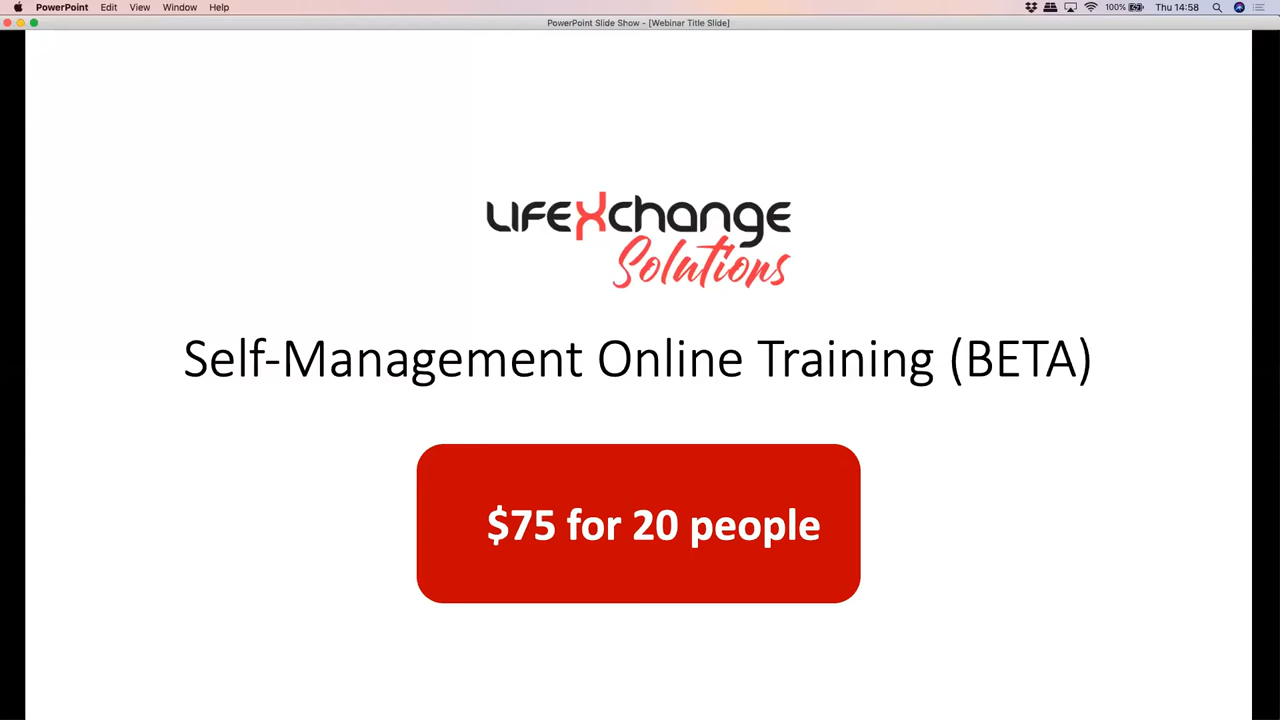 PowerPoint Edit View Window Help 100% Thu 14:58
PowerPoint Slide Show - [Webinar Title Slide]
LIFEXchange
Solutions
Self-Management Online Training (BETA)
$75 for 20 people